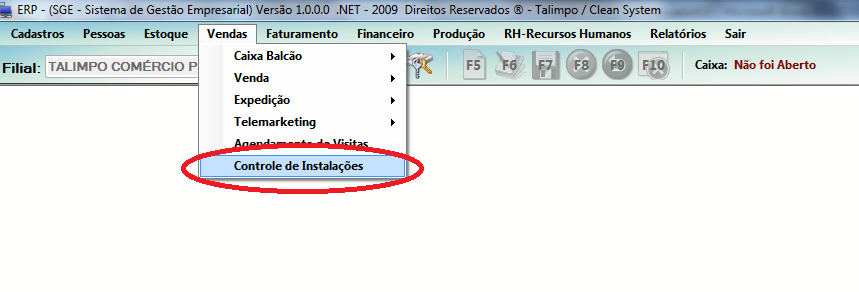 ERP - (SGE - Sistema de Gestão Empresarial) Versão 1.0.0.0 .NET - 2009 Direitos Reservados ® - Talimpo / Clean System
Cadastros Pessoas Estoque Vendas Faturamento Financeiro Produção RH-Recursos Humanos Relatórios Sair
Filial: TALIMPO COMÉRCIO P F5 F6 F7 F8 F9 F10 Caixa: Não foi Aberto
Caixa Balcão
Venda
Expedição
Telemarketing
Agendamento de Visitas
Controle de Instalações